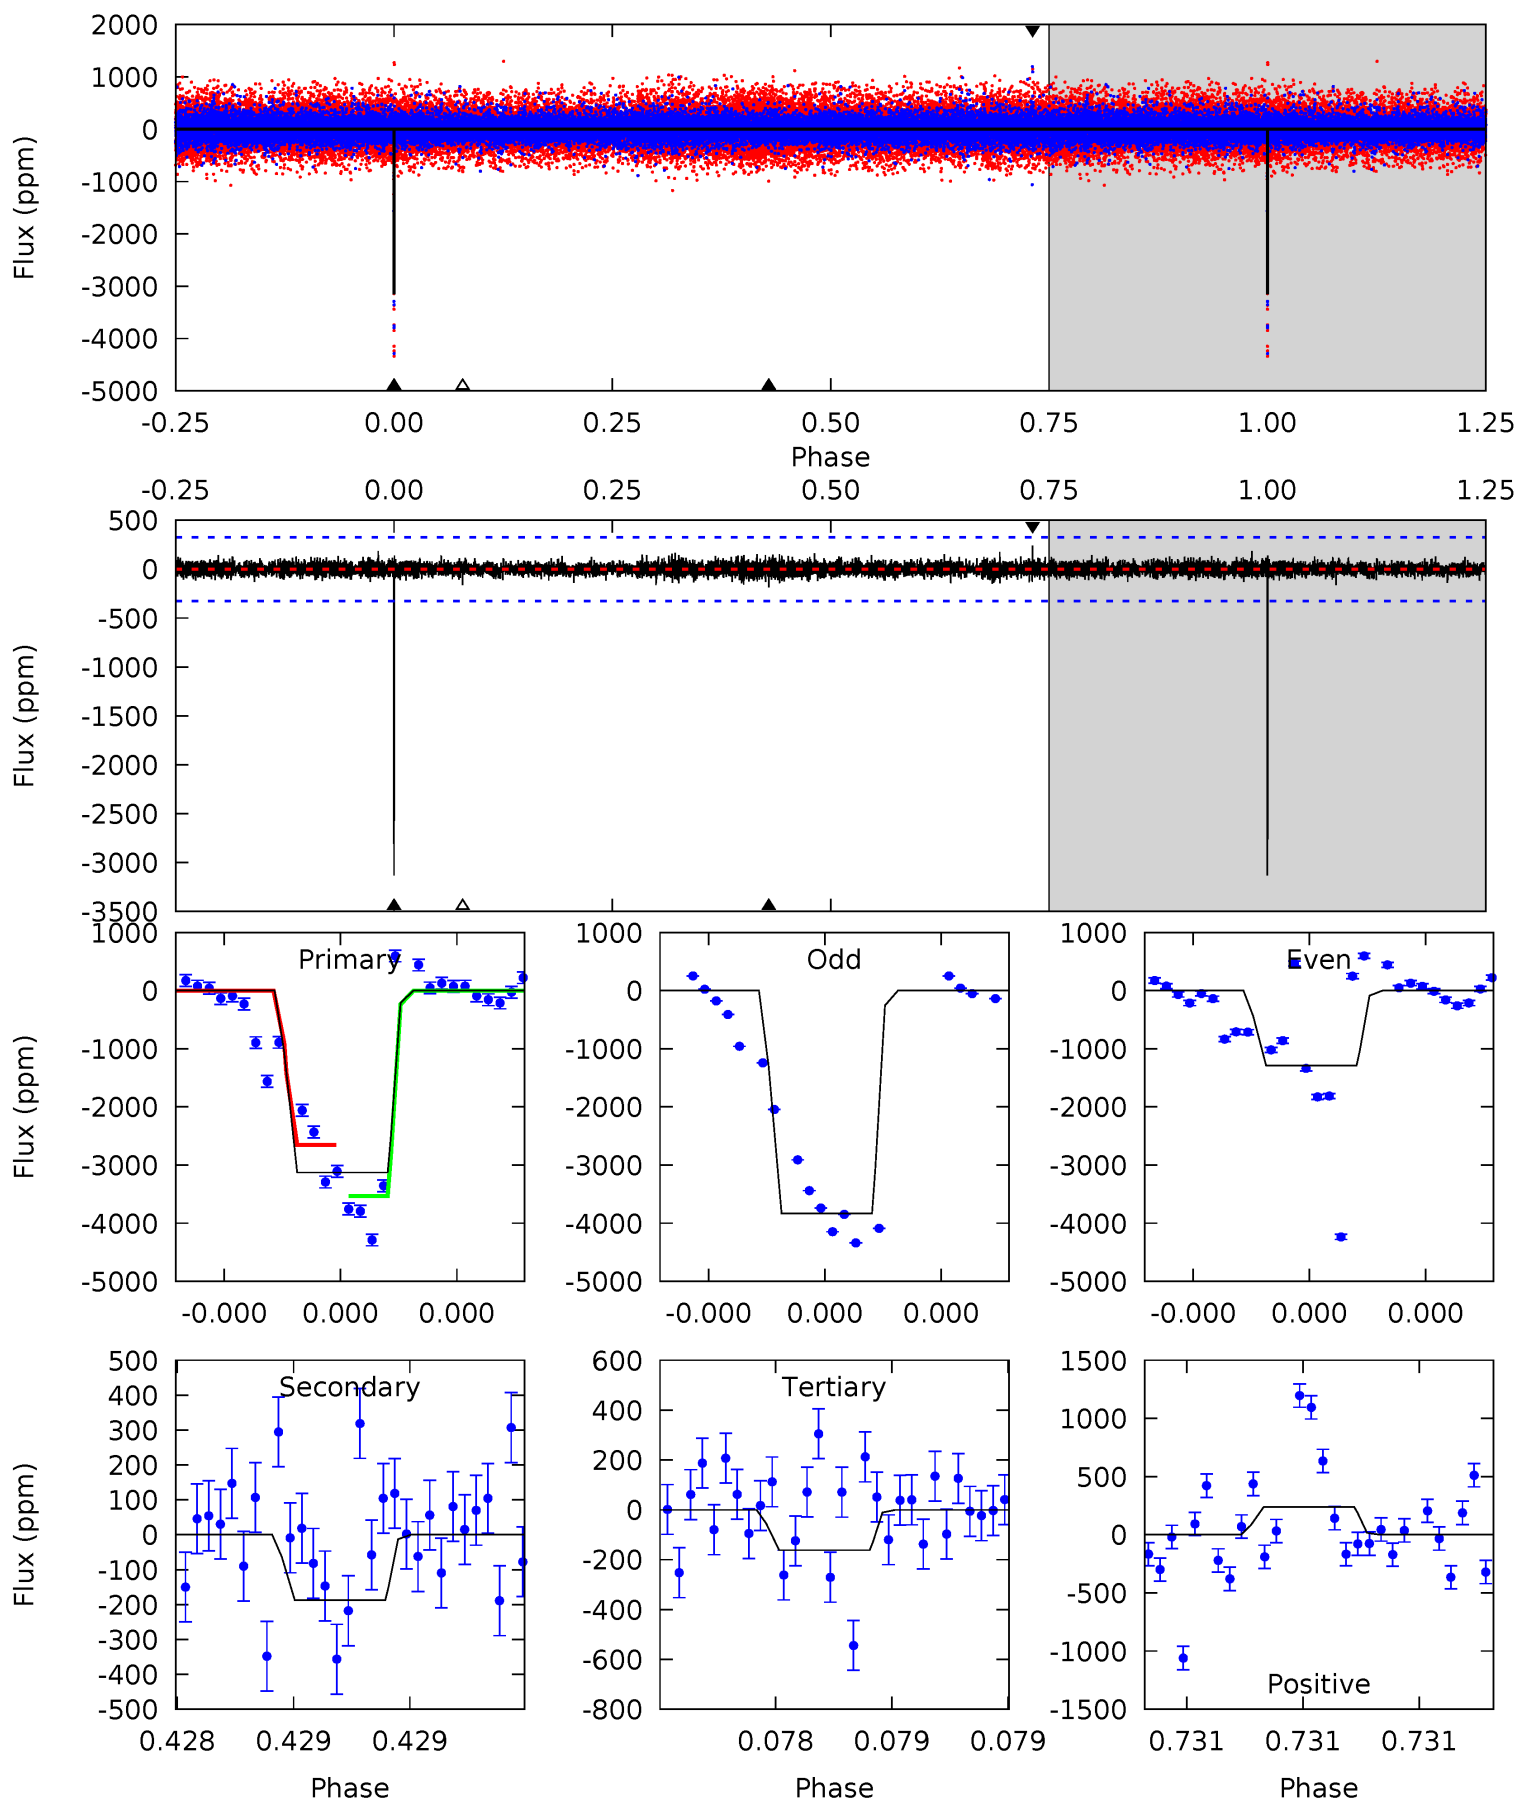 2000
1000
0
-1000
-2000
-3000
-4000
-5000
Flux (ppm)
-0.25 0.00 0.25 0.50 0.75 1.00 1.25
Phase
-0.25 0.00 0.25 0.50 0.75 1.00 1.25
500
0
-500
-1000
-1500
-2000
-2500
-3000
-3500
Flux (ppm)
Primary
1000
0
-1000
-2000
-3000
-4000
-5000
Flux (ppm)
-0.000 0.000 0.000
Odd
1000
0
-1000
-2000
-3000
-4000
-5000
-0.000 0.000 0.000
Even
1000
0
-1000
-2000
-3000
-4000
-5000
-0.000 0.000 0.000
Secondary
500
400
300
200
100
0
-100
-200
-300
-400
-500
Flux (ppm)
0.428 0.429 0.429
Phase
Tertiary
600
400
200
0
-200
-400
-600
-800
0.078 0.079 0.079
Phase
1500
1000
500
0
-500
-1000
-1500
Positive
0.731 0.731 0.731
Phase